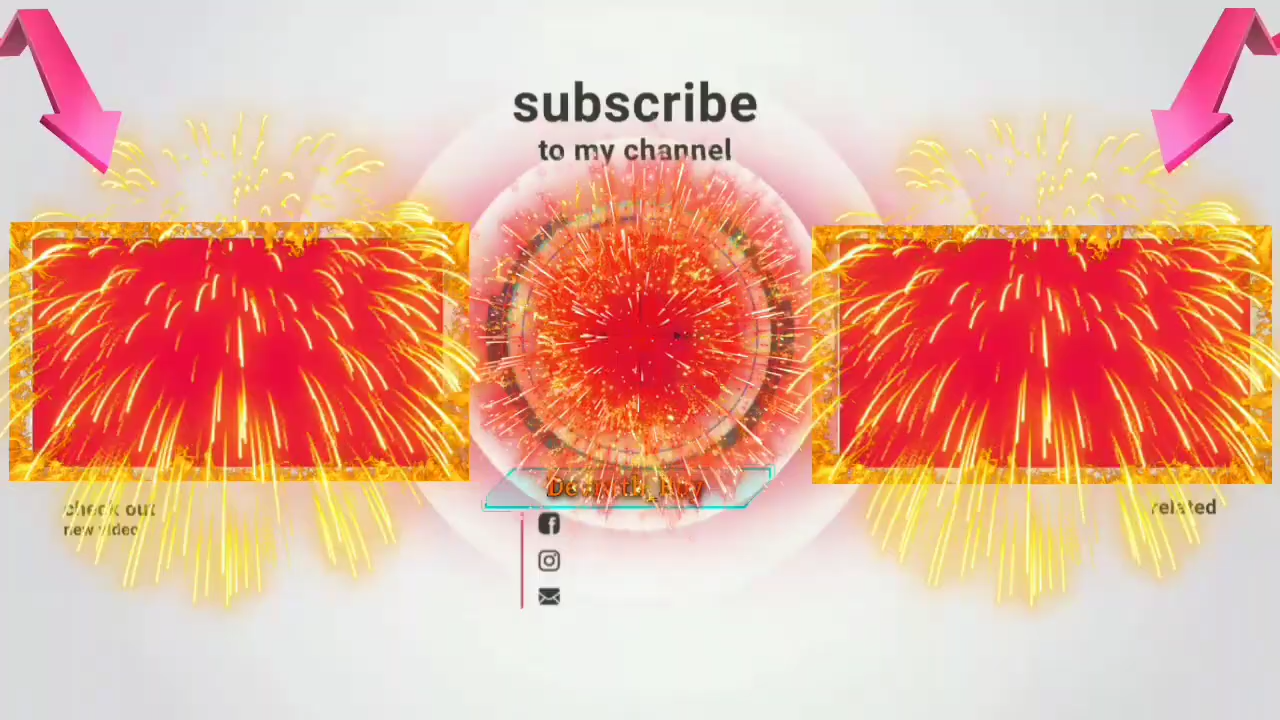 subscribe
to my channel
check out
new video
related